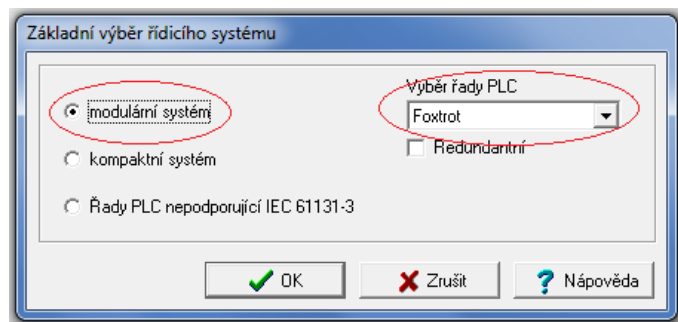 Základní výběr řídicího systému
Výběr řady PLC
modulární systém
Foxtrot
Redundantní
kompaktní systém
Řady PLC nepodporující IEC 61131-3
OK
Zrušit
? Nápověda